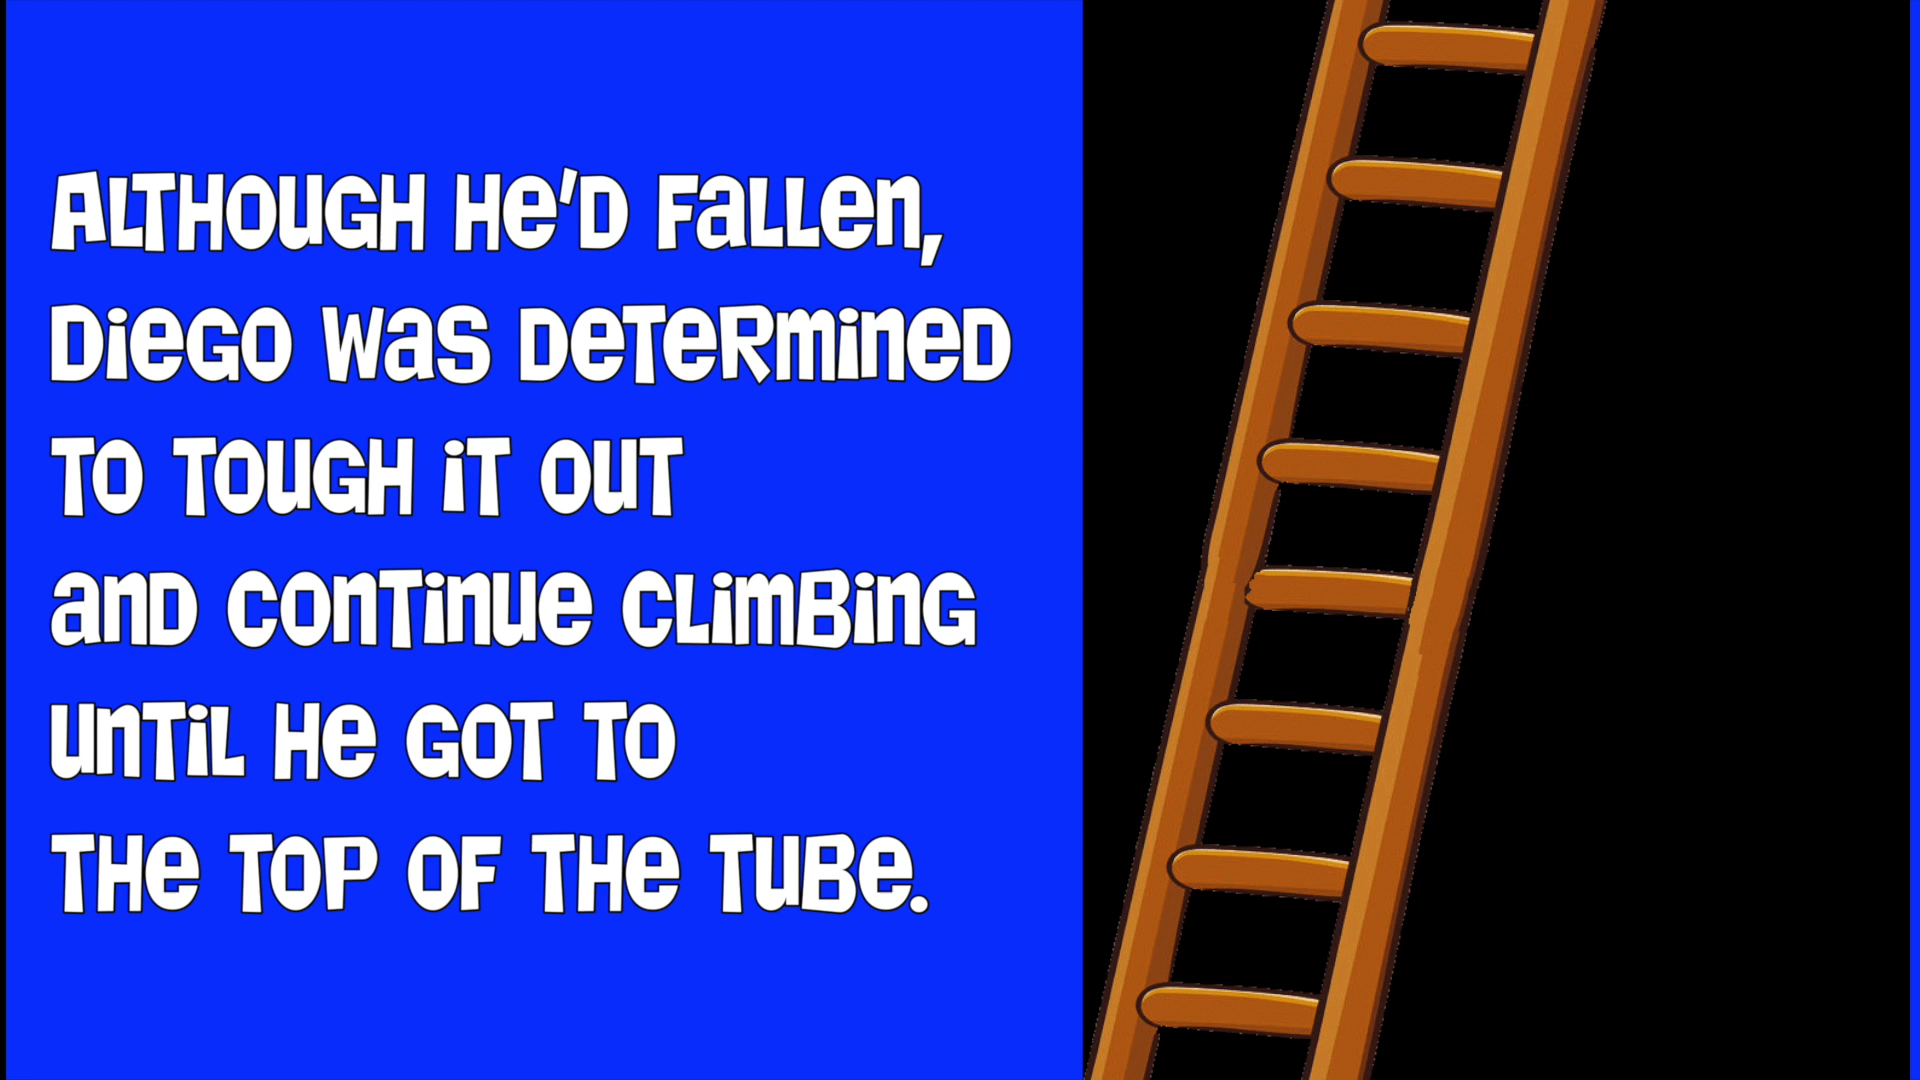 Although he'd fallen,
Diego was determined
to tough it out
and continue climbing
until he got to
the top of the tube.